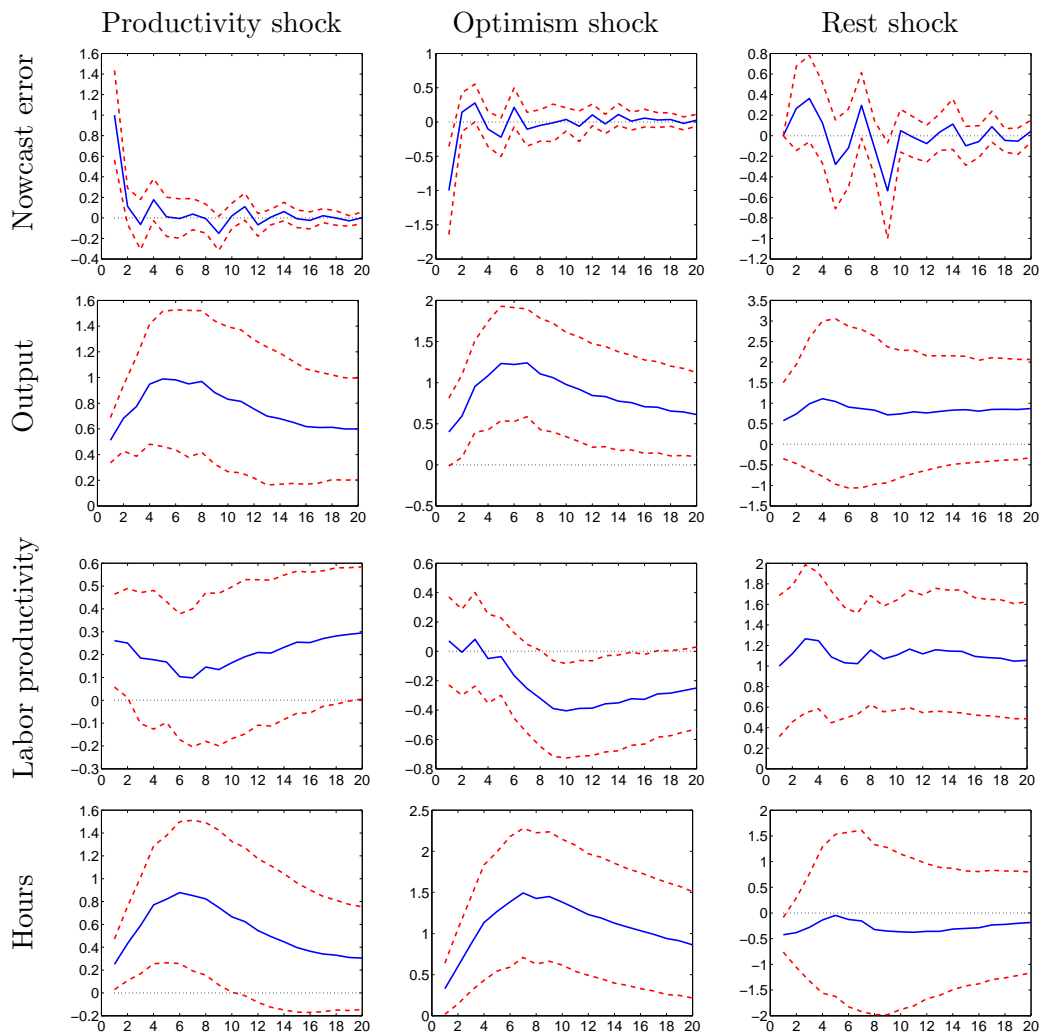 Productivity shock Optimism shock Rest shock
Nowcast error
1.6 1.4 1.2 1 0.8 0.6 0.4 0.2 0 −0.2 −0.4
0 2 4 6 8 10 12 14 16 18 20
1 0.5 0 −0.5 −1 −1.5 −2
0 2 4 6 8 10 12 14 16 18 20
0.8 0.6 0.4 0.2 0 −0.2 −0.4 −0.6 −0.8 −1 −1.2
0 2 4 6 8 10 12 14 16 18 20
Output
1.6 1.4 1.2 1 0.8 0.6 0.4 0.2 0
0 2 4 6 8 10 12 14 16 18 20
2 1.5 1 0.5 0 −0.5
0 2 4 6 8 10 12 14 16 18 20
3.5 3 2.5 2 1.5 1 0.5 0 −0.5 −1 −1.5
0 2 4 6 8 10 12 14 16 18 20
Labor productivity
0.6 0.5 0.4 0.3 0.2 0.1 0 −0.1 −0.2 −0.3
0 2 4 6 8 10 12 14 16 18 20
0.6 0.4 0.2 0 −0.2 −0.4 −0.6 −0.8
0 2 4 6 8 10 12 14 16 18 20
2 1.8 1.6 1.4 1.2 1 0.8 0.6 0.4 0.2 0
0 2 4 6 8 10 12 14 16 18 20
Hours
1.6 1.4 1.2 1 0.8 0.6 0.4 0.2 0 −0.2
0 2 4 6 8 10 12 14 16 18 20
2.5 2 1.5 1 0.5 0
0 2 4 6 8 10 12 14 16 18 20
2 1.5 1 0.5 0 −0.5 −1 −1.5 −2
0 2 4 6 8 10 12 14 16 18 20